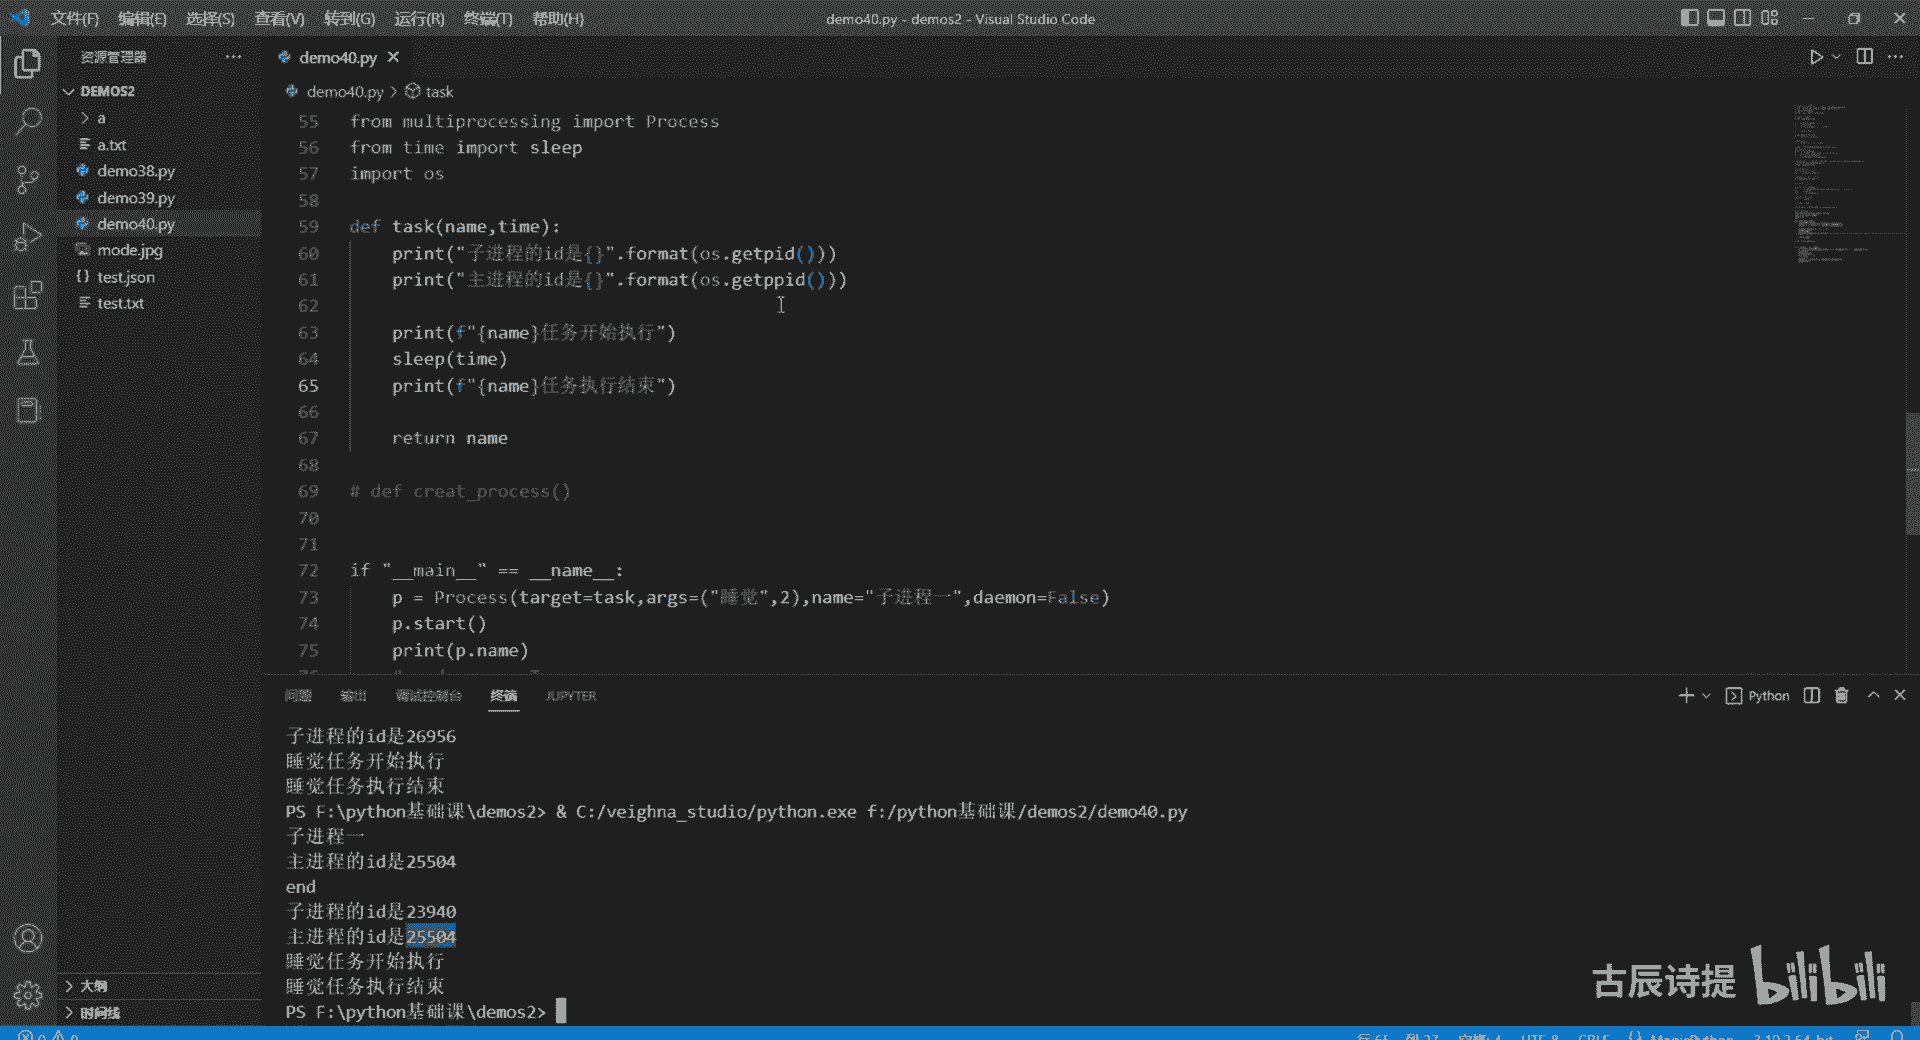 文件(F) 编辑(E) 选择(S) 查看(V) 转到(G) 运行(R) 终端(T) 帮助(H)
demo40.py - demos2 - Visual Studio Code
资源管理器
DEMOS2
a
a.txt
demo38.py
demo39.py
demo40.py
mode.jpg
test.json
test.txt
大纲
时间线
demo40.py
demo40.py > task
55 from multiprocessing import Process
56 from time import sleep
57 import os
58
59 def task(name,time):
60 print("子进程的id是{}".format(os.getpid()))
61 print("主进程的id是{}".format(os.getppid()))
62
63 print(f"{name}任务开始执行")
64 sleep(time)
65 print(f"{name}任务执行结束")
66
67 return name
68
69 # def creat_process()
70
71
72 if "__main__" == __name__:
73 p = Process(target=task,args=("睡觉",2),name="子进程一",daemon=False)
74 p.start()
75 print(p.name)
问题 输出 调试控制台 终端 JUPYTER
Python
子进程的id是26956
睡觉任务开始执行
睡觉任务执行结束
PS F:\python基础课\demos2> & C:/veighna_studio/python.exe f:/python基础课/demos2/demo40.py
子进程一
主进程的id是25504
end
子进程的id是23940
主进程的id是25504
睡觉任务开始执行
睡觉任务执行结束
PS F:\python基础课\demos2>
古辰诗提 bilibili